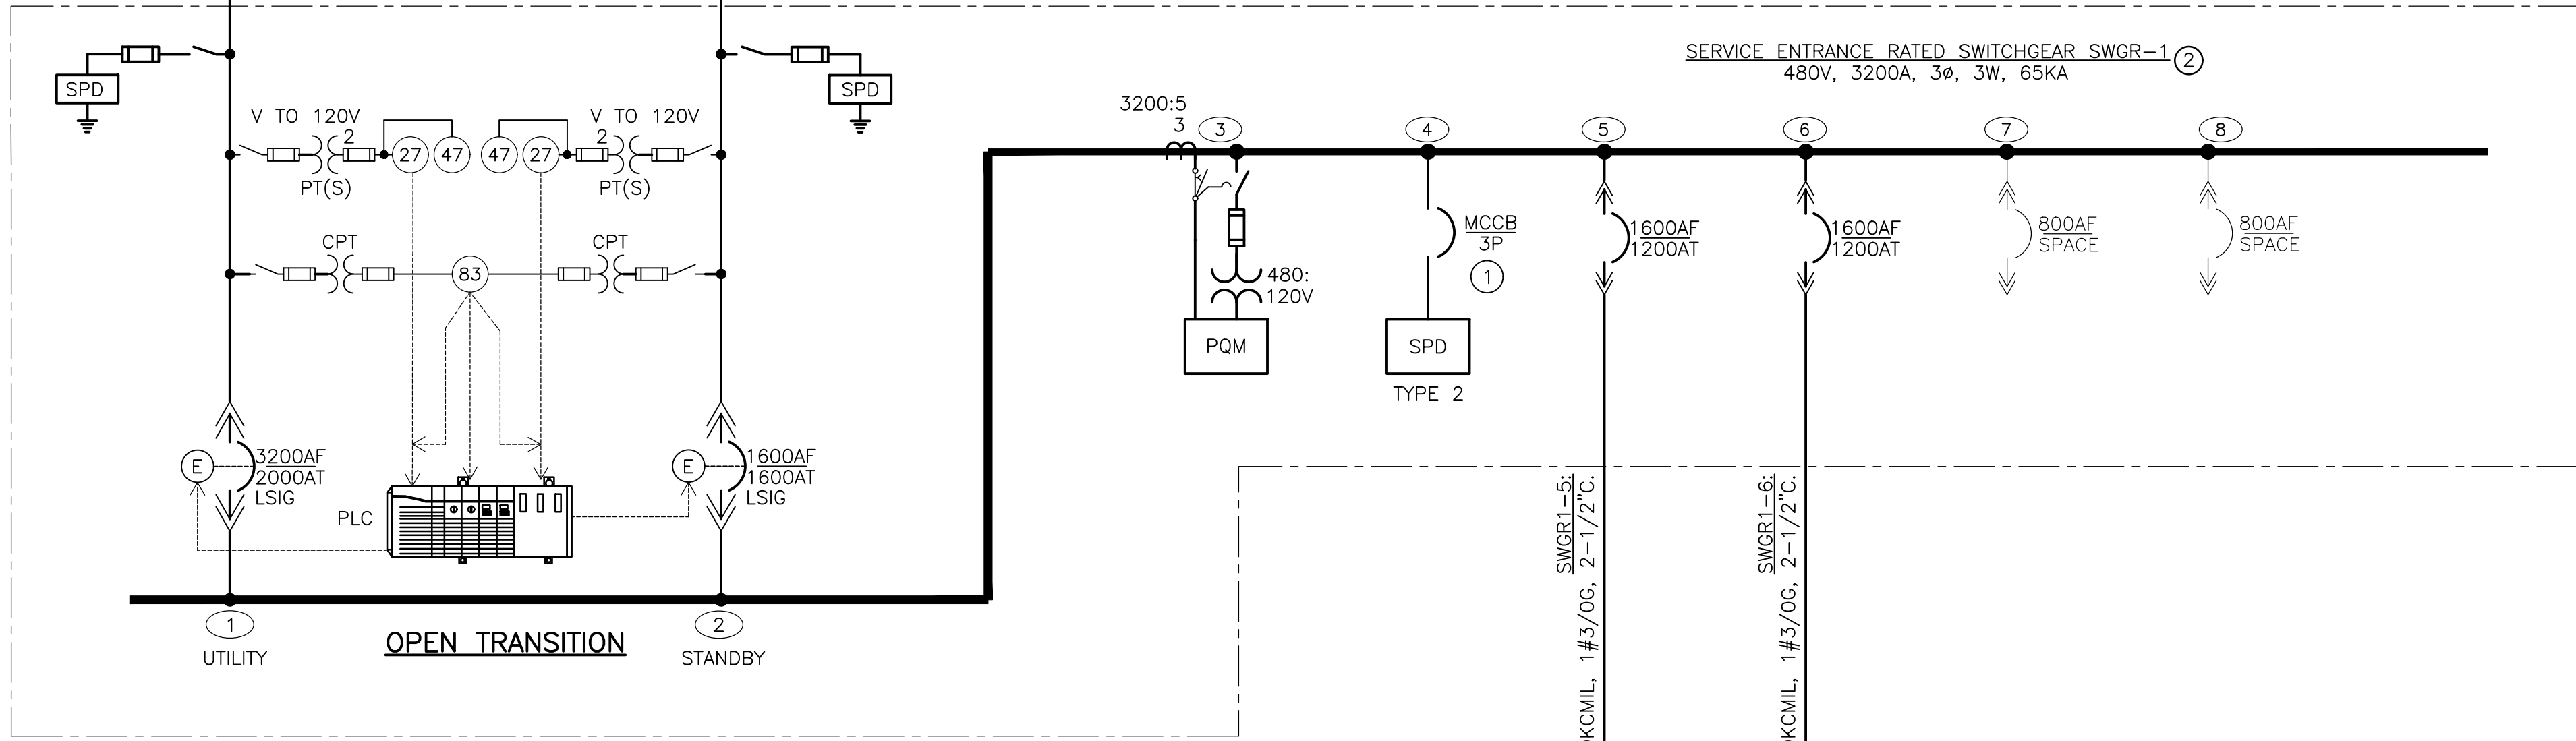 SERVICE ENTRANCE RATED SWITCHGEAR SWGR-1 2
480V, 3200A, 3ø, 3W, 65KA
SPD
SPD
V TO 120V
2
27
47
PT(S)
V TO 120V
2
47
27
PT(S)
CPT
83
CPT
E
3200AF
2000AT
LSIG
PLC
E
1600AF
1600AT
LSIG
1
UTILITY
OPEN TRANSITION
2
STANDBY
3200:5
3
3
480:
120V
PQM
4
MCCB
3P
1
SPD
TYPE 2
5
1600AF
1200AT
6
1600AF
1200AT
7
800AF
SPACE
8
800AF
SPACE
SWGR1-5:
KCMIL, 1#3/0G, 2-1/2"C.
SWGR1-6:
KCMIL, 1#3/0G, 2-1/2"C.